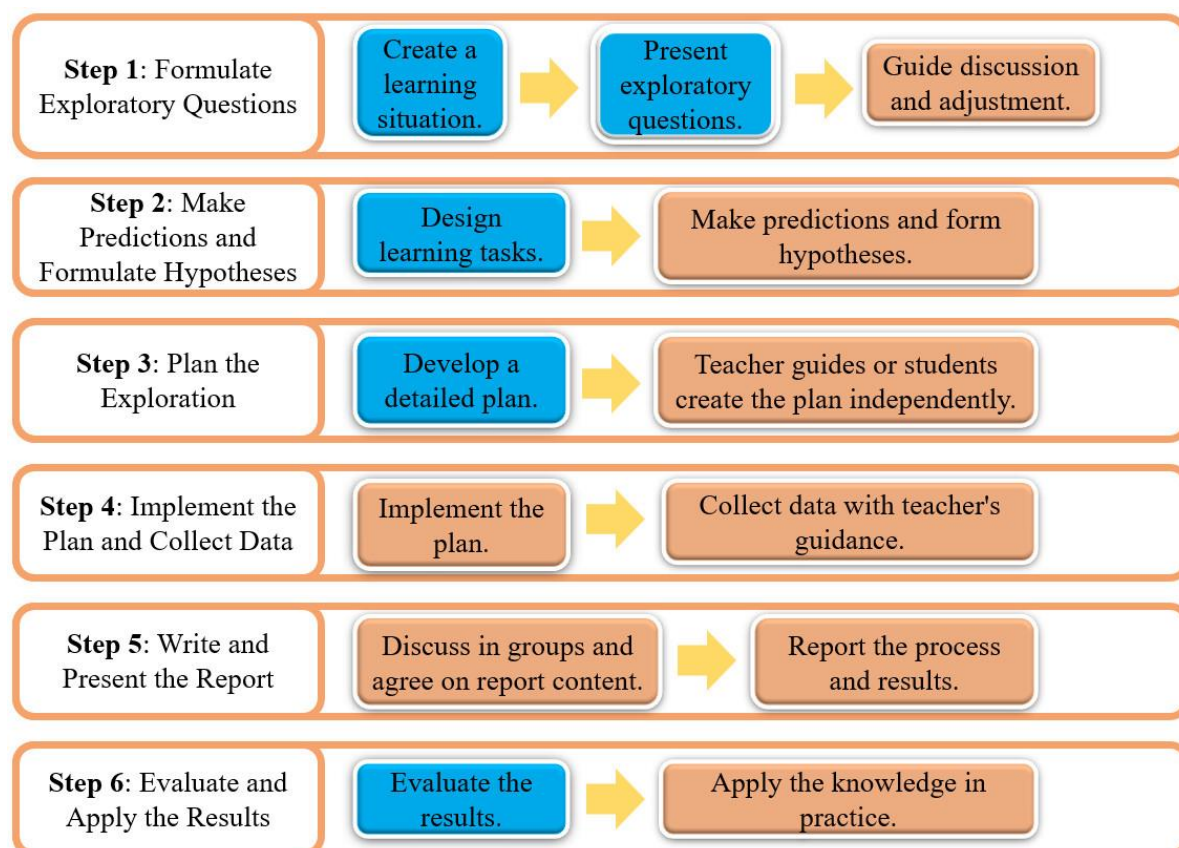 Step 1: Formulate
Exploratory Questions
Create a
learning
situation.
Present
exploratory
questions.
Guide discussion
and adjustment.
Step 2: Make
Predictions and
Formulate Hypotheses
Design
learning tasks.
Make predictions and form
hypotheses.
Step 3: Plan the
Exploration
Develop a
detailed plan.
Teacher guides or students
create the plan independently.
Step 4: Implement the
Plan and Collect Data
Implement the
plan.
Collect data with teacher's
guidance.
Step 5: Write and
Present the Report
Discuss in groups and
agree on report content.
Report the process
and results.
Step 6: Evaluate and
Apply the Results
Evaluate the
results.
Apply the knowledge in
practice.